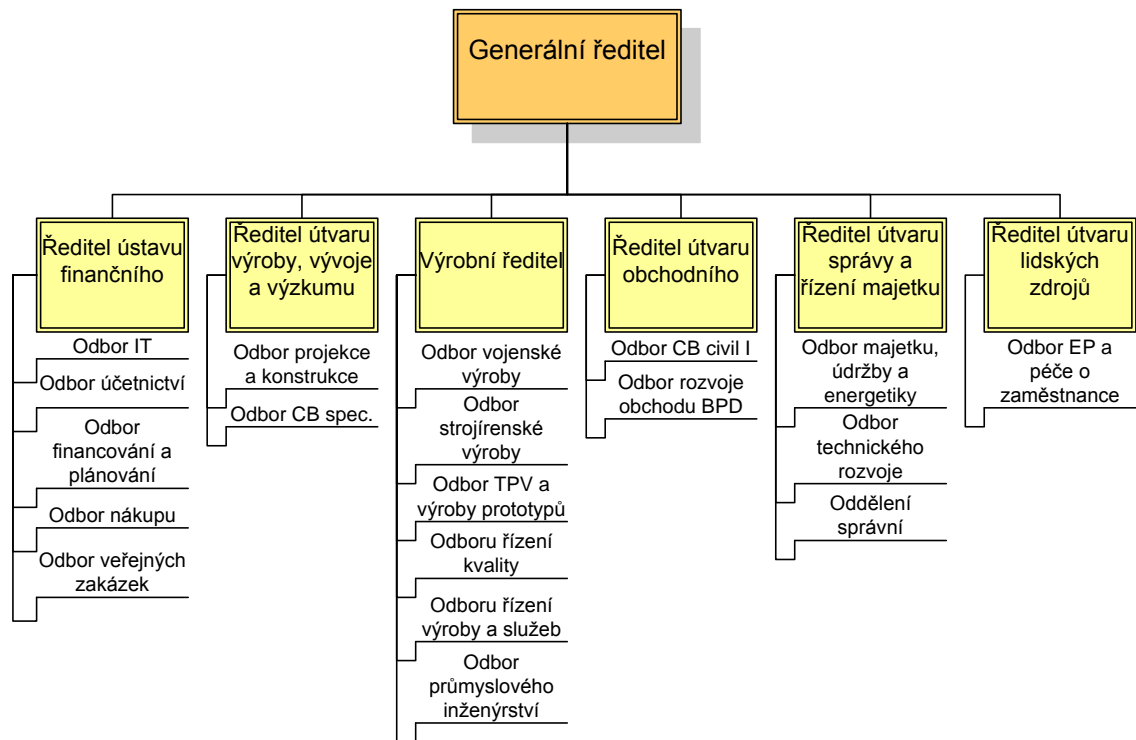 Generální ředitel
Ředitel ústavu
finančního
Odbor IT
Odbor účetnictví
Odbor
financování a
plánování
Odbor nákupu
Odbor veřejných
zakázek
Ředitel útvaru
výroby, vývoje
a výzkumu
Odbor projekce
a konstrukce
Odbor CB spec.
Výrobní ředitel
Odbor vojenské
výroby
Odbor
strojírenské
výroby
Odbor TPV a
výroby prototypů
Odboru řízení
kvality
Odboru řízení
výroby a služeb
Odbor
průmyslového
inženýrství
Ředitel útvaru
obchodního
Odbor CB civil I
Odbor rozvoje
obchodu BPD
Ředitel útvaru
správy a
řízení majetku
Odbor majetku,
údržby a
energetiky
Odbor
technického
rozvoje
Oddělení
správní
Ředitel útvaru
lidských
zdrojů
Odbor EP a
péče o
zaměstnance